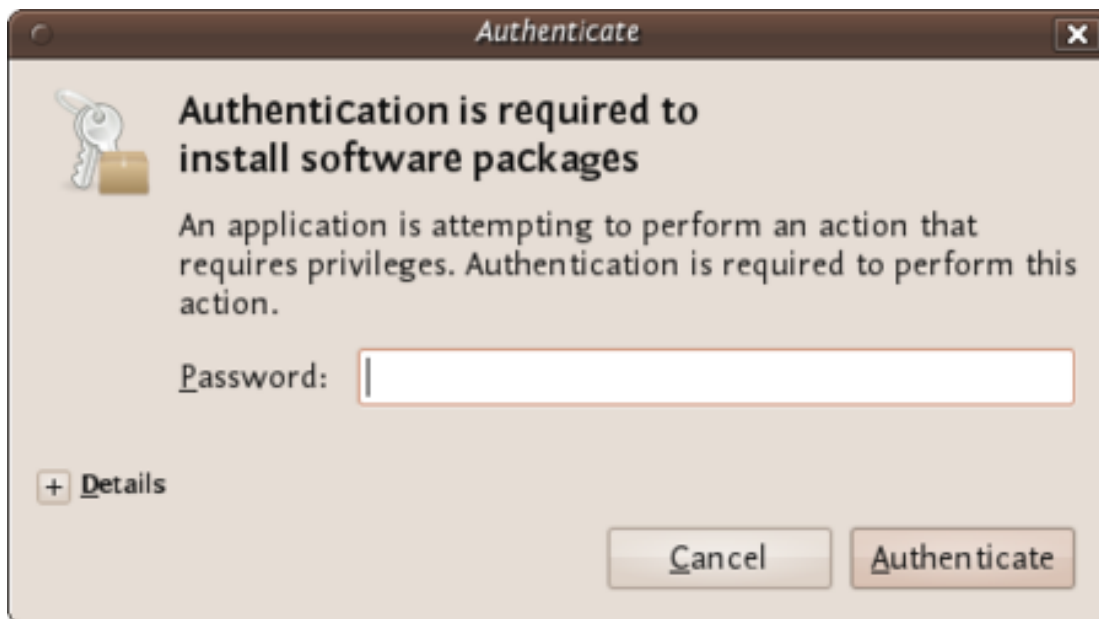 Authenticate
Authentication is required to
install software packages
An application is attempting to perform an action that
requires privileges. Authentication is required to perform this
action.
Password:
Details
Cancel Authenticate